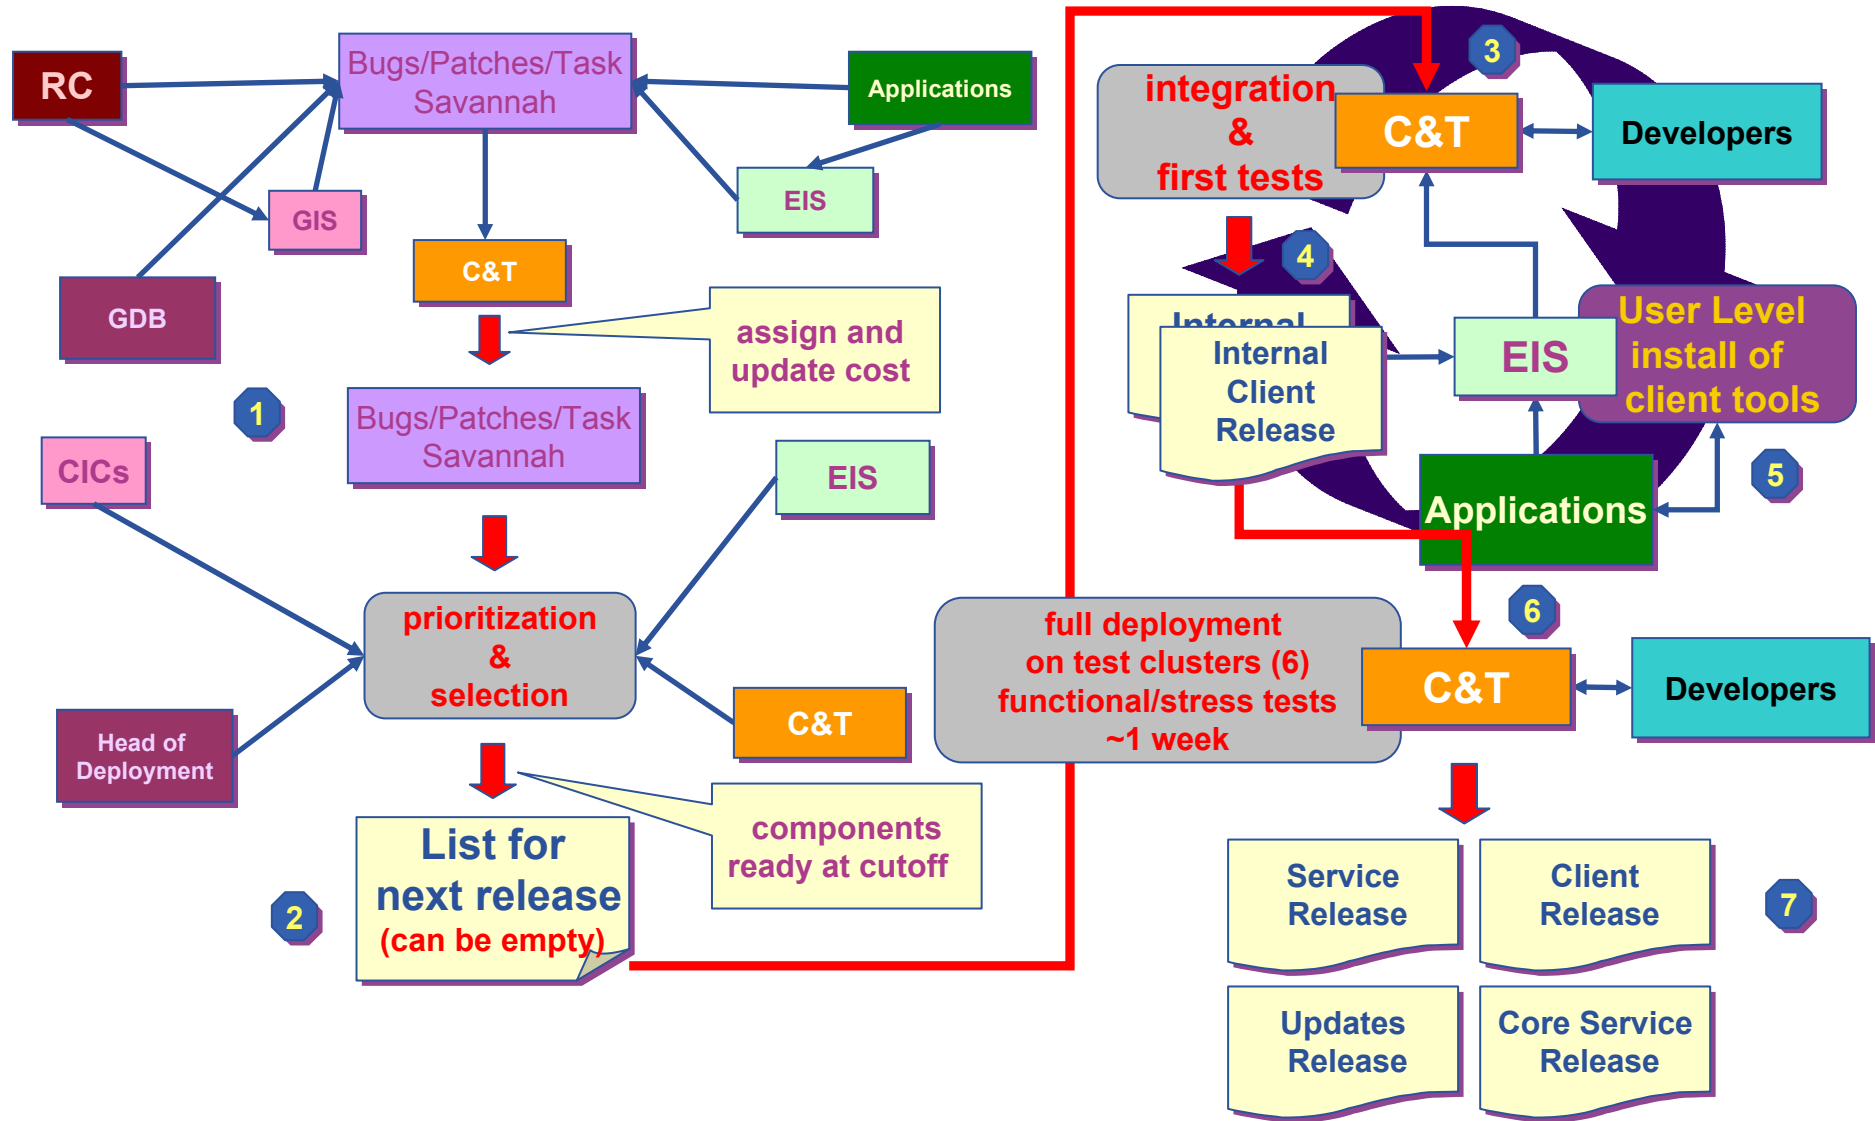 RC
Bugs/Patches/Task
Savannah
Applications
GIS
EIS
C&T
GDB
assign and
update cost
1
Bugs/Patches/Task
Savannah
CICs
EIS
prioritization
&
selection
Head of
Deployment
C&T
components
ready at cutoff
List for
next release
(can be empty)
2
3
integration
&
first tests
C&T
Developers
4
Internal
Internal
Client
Release
EIS
User Level
install of
client tools
5
Applications
6
full deployment
on test clusters (6)
functional/stress tests
~1 week
C&T
Developers
Service
Release
Client
Release
7
Updates
Release
Core Service
Release